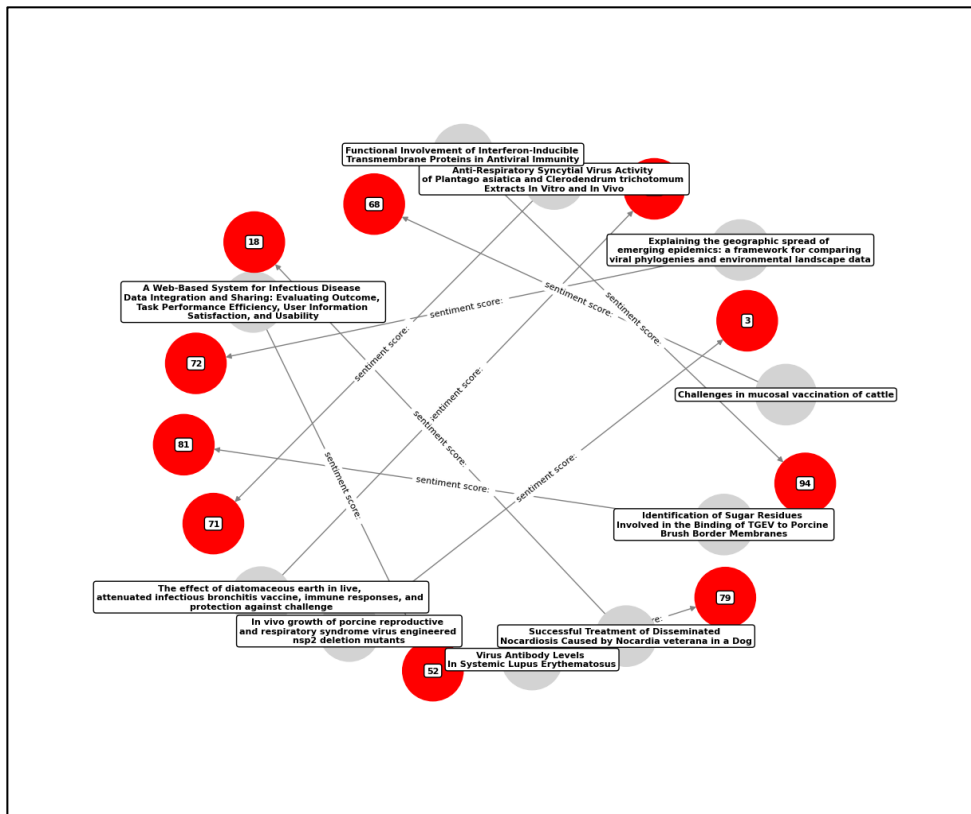 Functional Involvement of Interferon-Inducible
Transmembrane Proteins in Antiviral Immunity
Anti-Respiratory Syncytial Virus Activity
of Plantago asiatica and Clerodendrum trichotomum
Extracts In Vitro and In Vivo
68
18
Explaining the geographic spread of
emerging epidemics: a framework for comparing
viral phylogenies and environmental landscape data
A Web-Based System for Infectious Disease
Data Integration and Sharing: Evaluating Outcome,
Task Performance Efficiency, User Information
Satisfaction, and Usability
sentiment score:
sentiment score:
sentiment score:
3
sentiment score:
72
sentiment score:
Challenges in mucosal vaccination of cattle
81
sentiment score:
sentiment score:
sentiment score:
sentiment score:
94
71
Identification of Sugar Residues
Involved in the Binding of TGEV to Porcine
Brush Border Membranes
The effect of diatomaceous earth in live,
attenuated infectious bronchitis vaccine, immune responses, and
protection against challenge
79
In vivo growth of porcine reproductive
and respiratory syndrome virus engineered
nsp2 deletion mutants
Successful Treatment of Disseminated
Nocardiosis Caused by Nocardia veterana in a Dog
Virus Antibody Levels
In Systemic Lupus Erythematosus
52